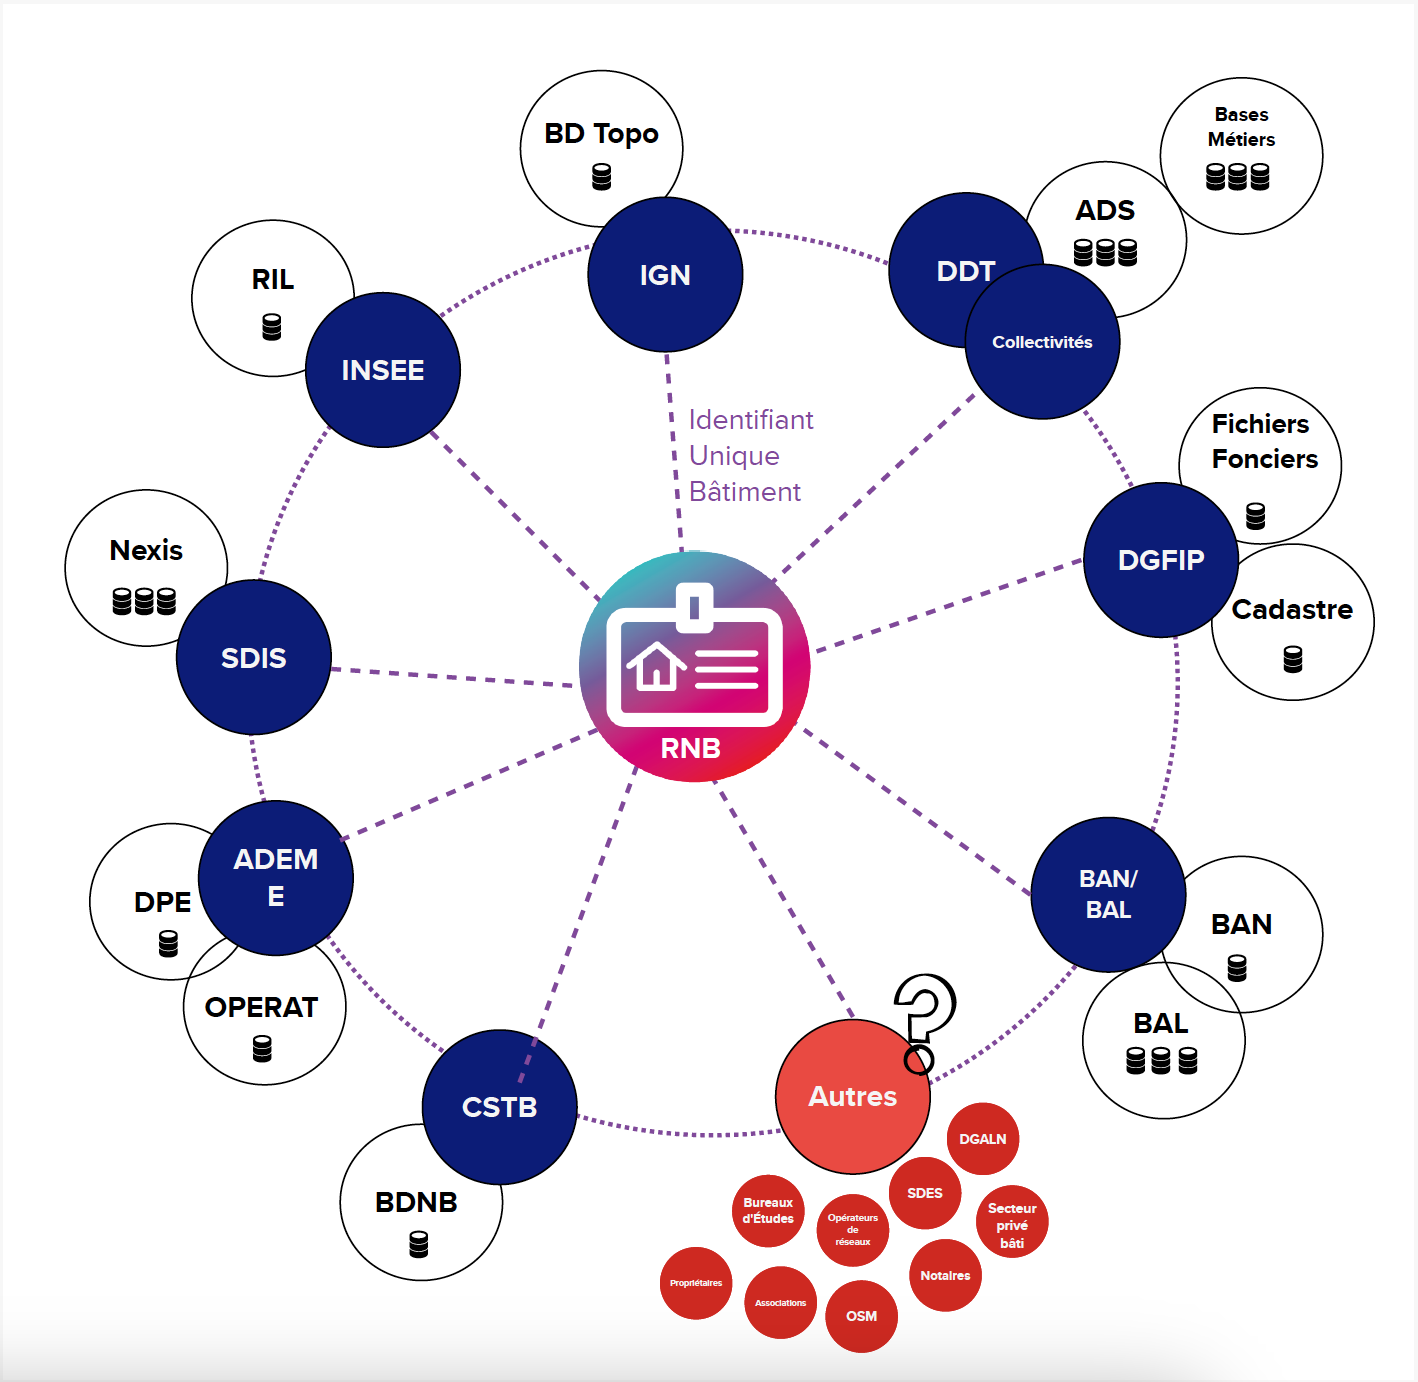 BD Topo
Bases
Métiers
ADS
RIL
IGN
DDT
Collectivités
INSEE
Identifiant
Unique
Bâtiment
Fichiers
Fonciers
Nexis
DGFIP
Cadastre
SDIS
RNB
ADEM
E
DPE
BAN/
BAL
BAN
OPERAT
BAL
?
CSTB
Autres
DGALN
BDNB
SDES
Bureaux
d'Études
Opérateurs
de
réseaux
Secteur
privé
bâti
Propriétaires
Associations
Notaires
OSM